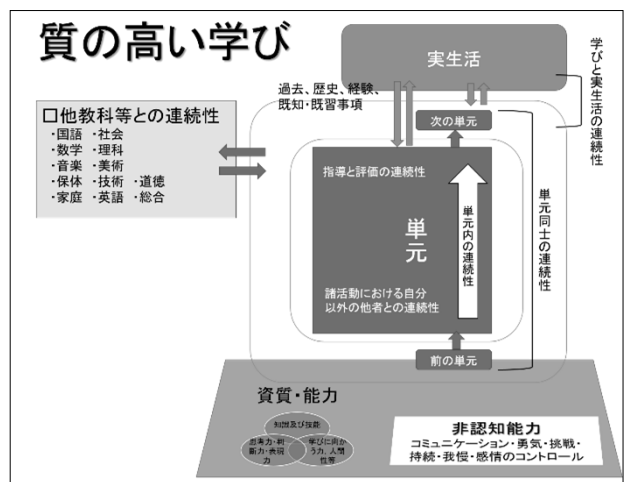 質の高い学び
実生活
学びと実生活の連続性
過去、歴史、経験、
既知・既習事項
口他教科等との連続性
・国語 ・社会
・数学 ・理科
・音楽 ・美術
・保体 ・技術 ・道徳
・家庭 ・英語 ・総合
次の単元
指導と評価の連続性
単元
単元内の連続性
単元同士の連続性
諸活動における自分
以外の他者との連続性
前の単元
資質・能力
知識及び技能
思考力・判
断力・表現
力
学びに向か
う力、人間
性等
非認知能力
コミュニケーション・勇気・挑戦・
持続・我慢・感情のコントロール